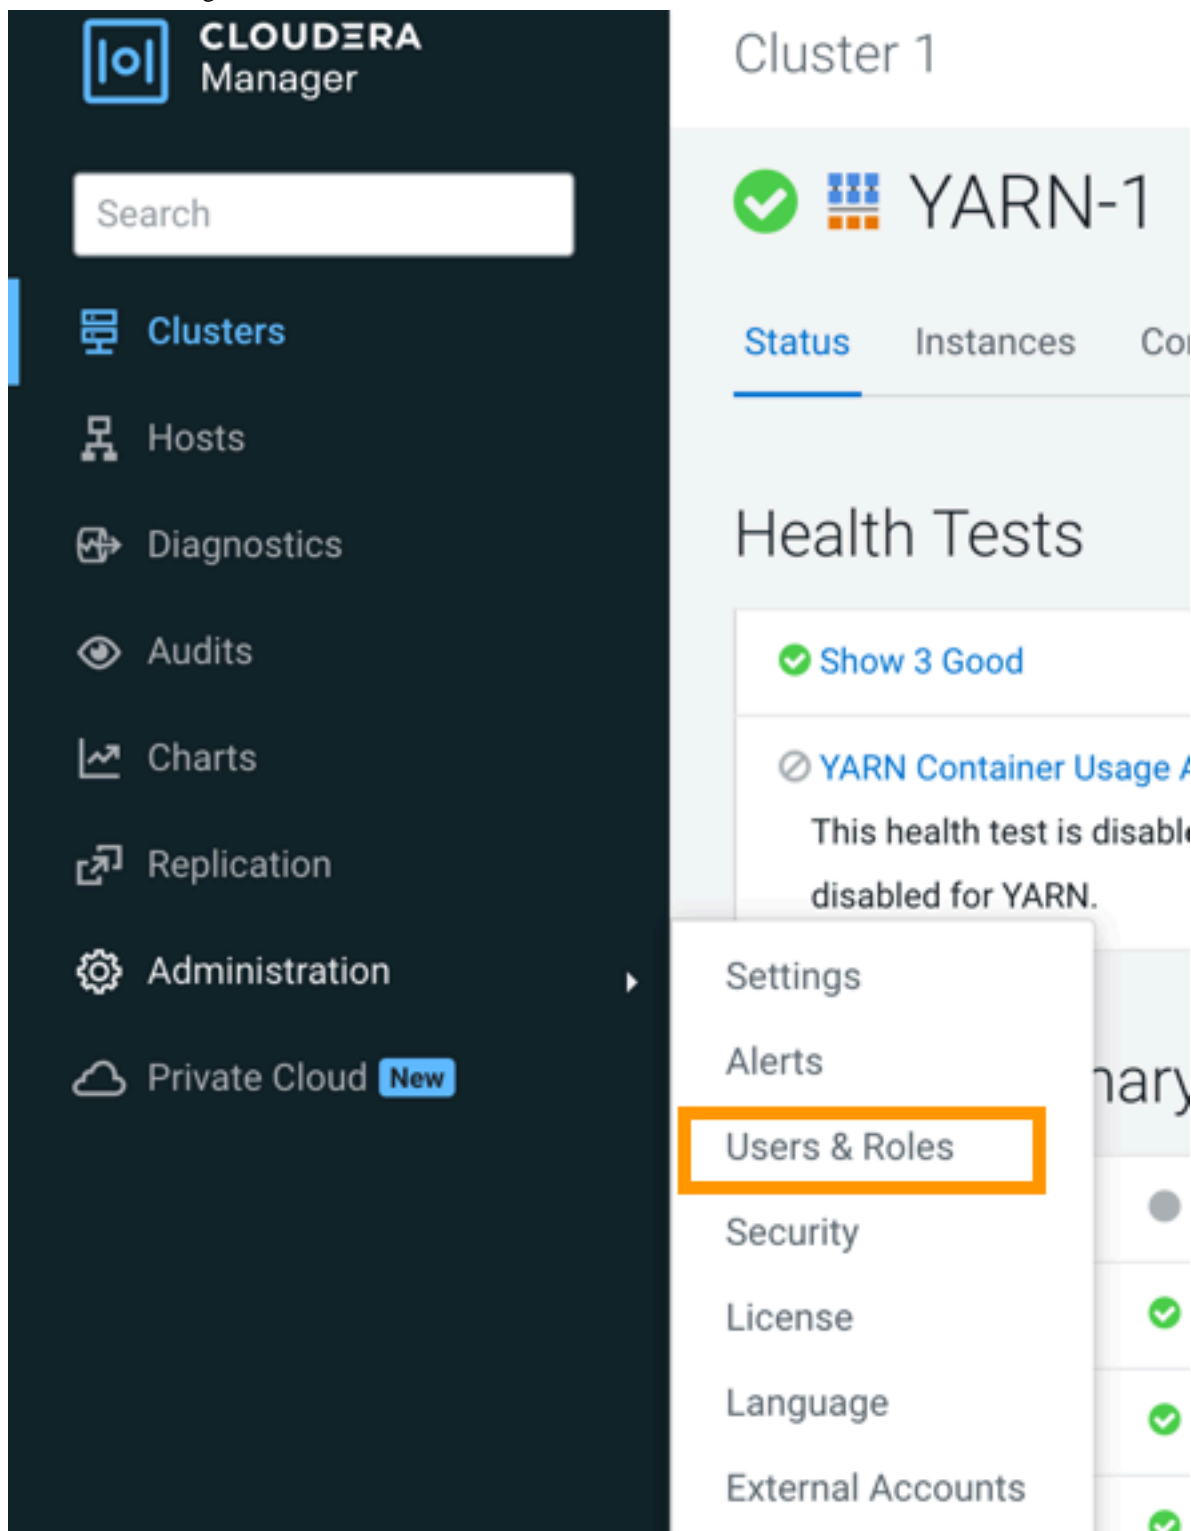 CLOUDERA
Manager
Search
Clusters
Hosts
Diagnostics
Audits
Charts
Replication
Administration
Private Cloud New
Cluster 1
YARN-1
Status Instances
Health Tests
Show 3 Good
YARN Container Usage
This health test is
disabled for YARN.
Settings
Alerts
Users & Roles
Security
License
Language
External Accounts